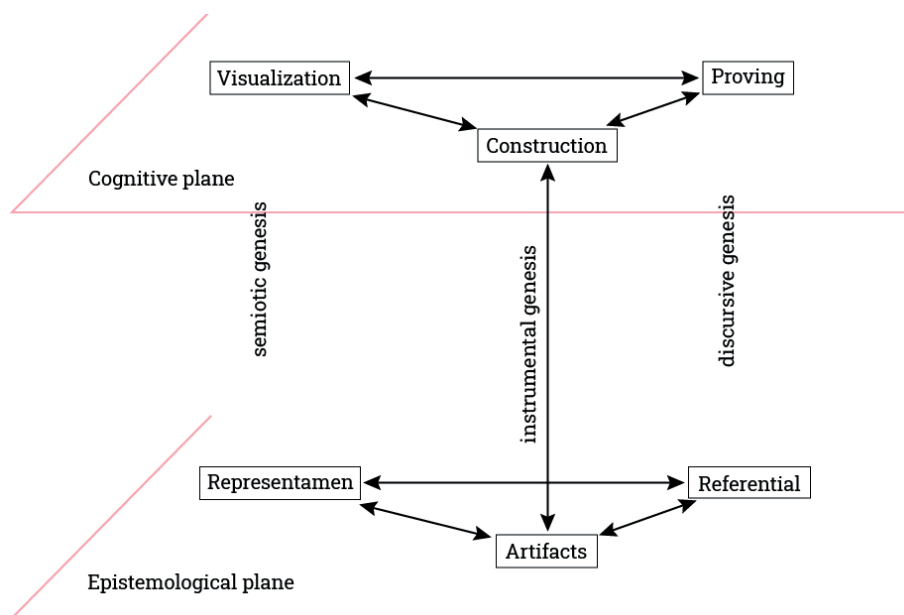 Visualization
Proving
Construction
Cognitive plane
semiotic genesis
instrumental genesis
discursive genesis
Representamen
Referential
Artifacts
Epistemological plane